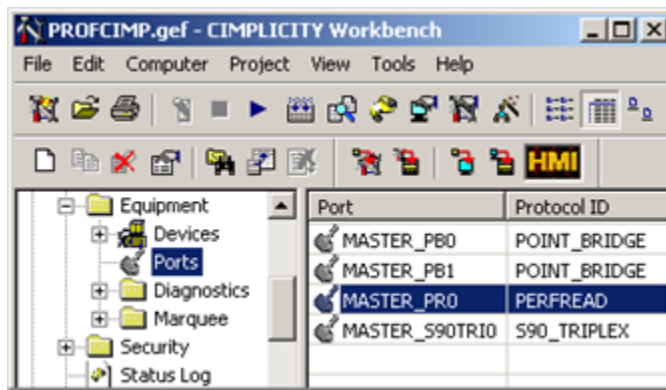 PROFCIMP.gef - CIMPLICITY Workbench
File Edit Computer Project View Tools Help
HMI
Equipment
Devices
Ports
Diagnostics
Marquee
Security
Status Log
Port Protocol ID
MASTER_PB0 POINT_BRIDGE
MASTER_PB1 POINT_BRIDGE
MASTER_PR0 PERFREAD
MASTER_S90TRI0 S90_TRIPLEX